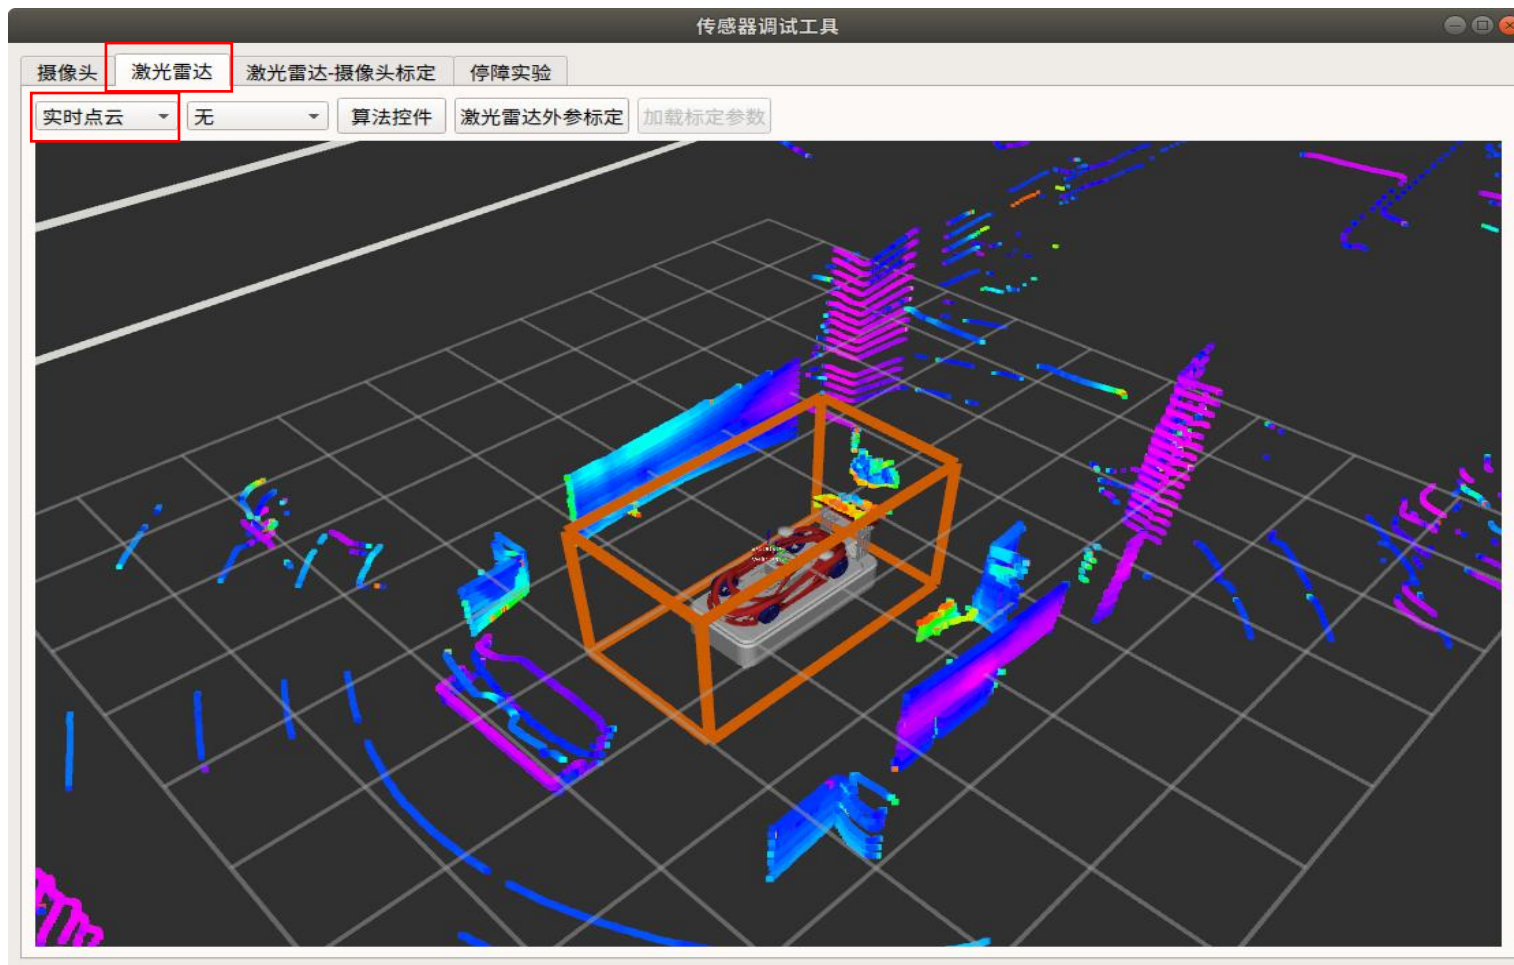 传感器调试工具
摄像头 激光雷达 激光雷达-摄像头标定 停障实验
实时点云 无 算法控件 激光雷达外参标定 加载标定参数